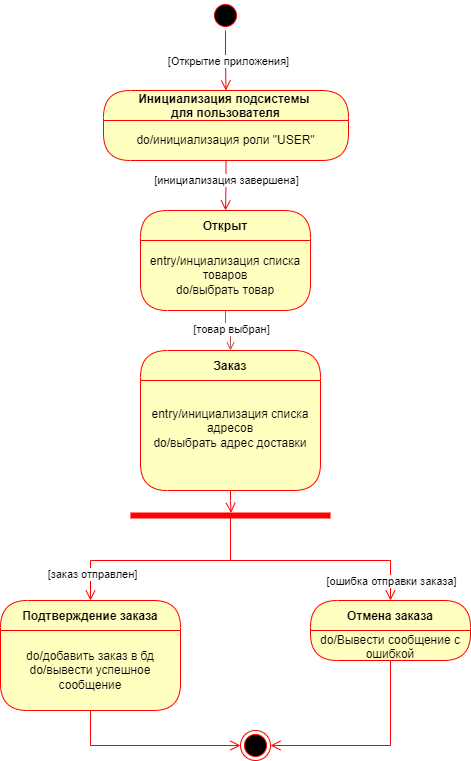 [Открытие приложения]
Инициализация подсистемы
для пользователя
do/инициализация роли "USER"
[инициализация завершена]
Открыт
entry/инциализация списка
товаров
do/выбрать товар
[товар выбран]
Заказ
entry/инициализация списка
адресов
do/выбрать адрес доставки
[заказ отправлен]
[ошибка отправки заказа]
Подтверждение заказа
do/добавить заказ в бд
do/вывести успешное
сообщение
Отмена заказа
do/Вывести сообщение с
ошибкой